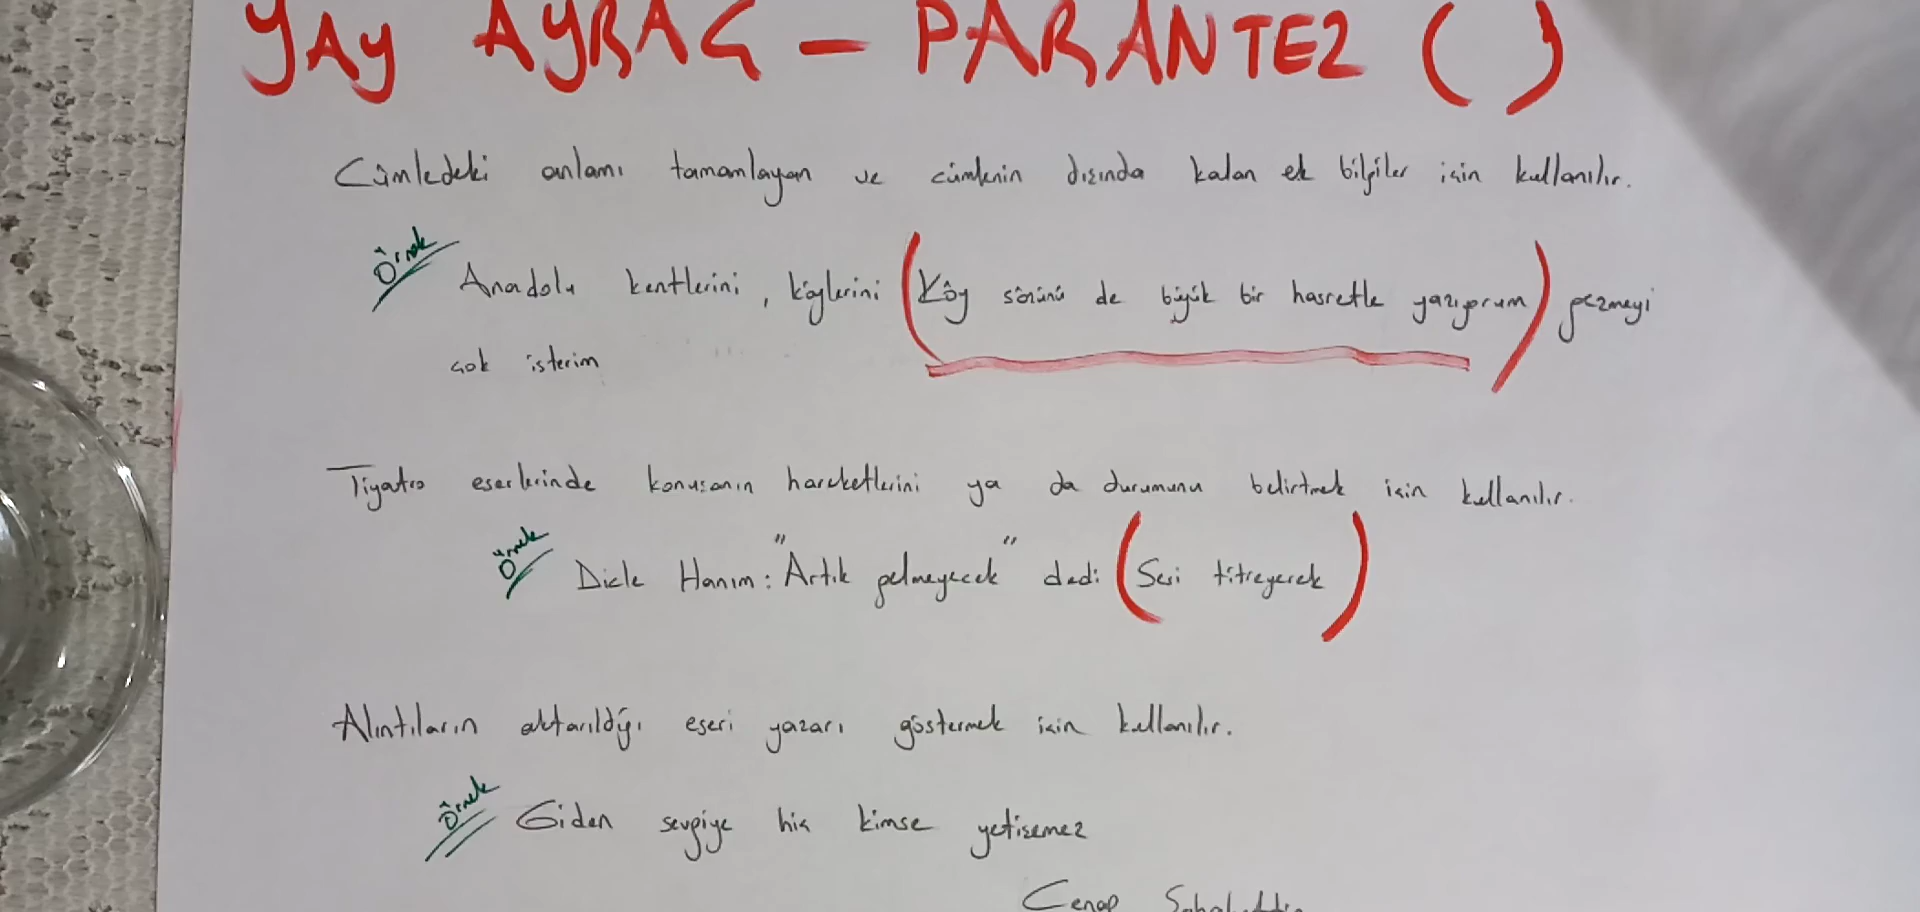 YAY AYRAÇ - PARANTEZ ( )
Cümledeki anlamı tamamlayan ve cümlenin dışında kalan ek bilgiler için kullanılır.
Örnek Anadolu kentlerini, köylerini (Köy sözünü de büyük bir hasretle yazıyorum) gezmeyi
çok isterim
Tiyatro eserlerinde konuşanın hareketlerini ya da durumunu belirtmek için kullanılır.
Örnek Dicle Hanım: "Artık gelmeyecek" dedi (Sesi titreyerek)
Alıntıların aktarıldığı eseri yazarı göstermek için kullanılır.
Örnek Giden sevgiye hiç kimse yetişemez
Cenap